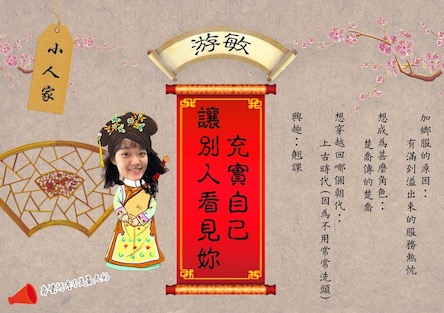 小人家
游敏
充實自己
讓別人看見妳
加鄉服的原因：
有滿到溢出來的服務熱忱
想成為甚麼角色：
楚喬傳的楚喬
想穿越回哪個朝代：
上古時代（因為不用常常洗頭）
興趣：翹課